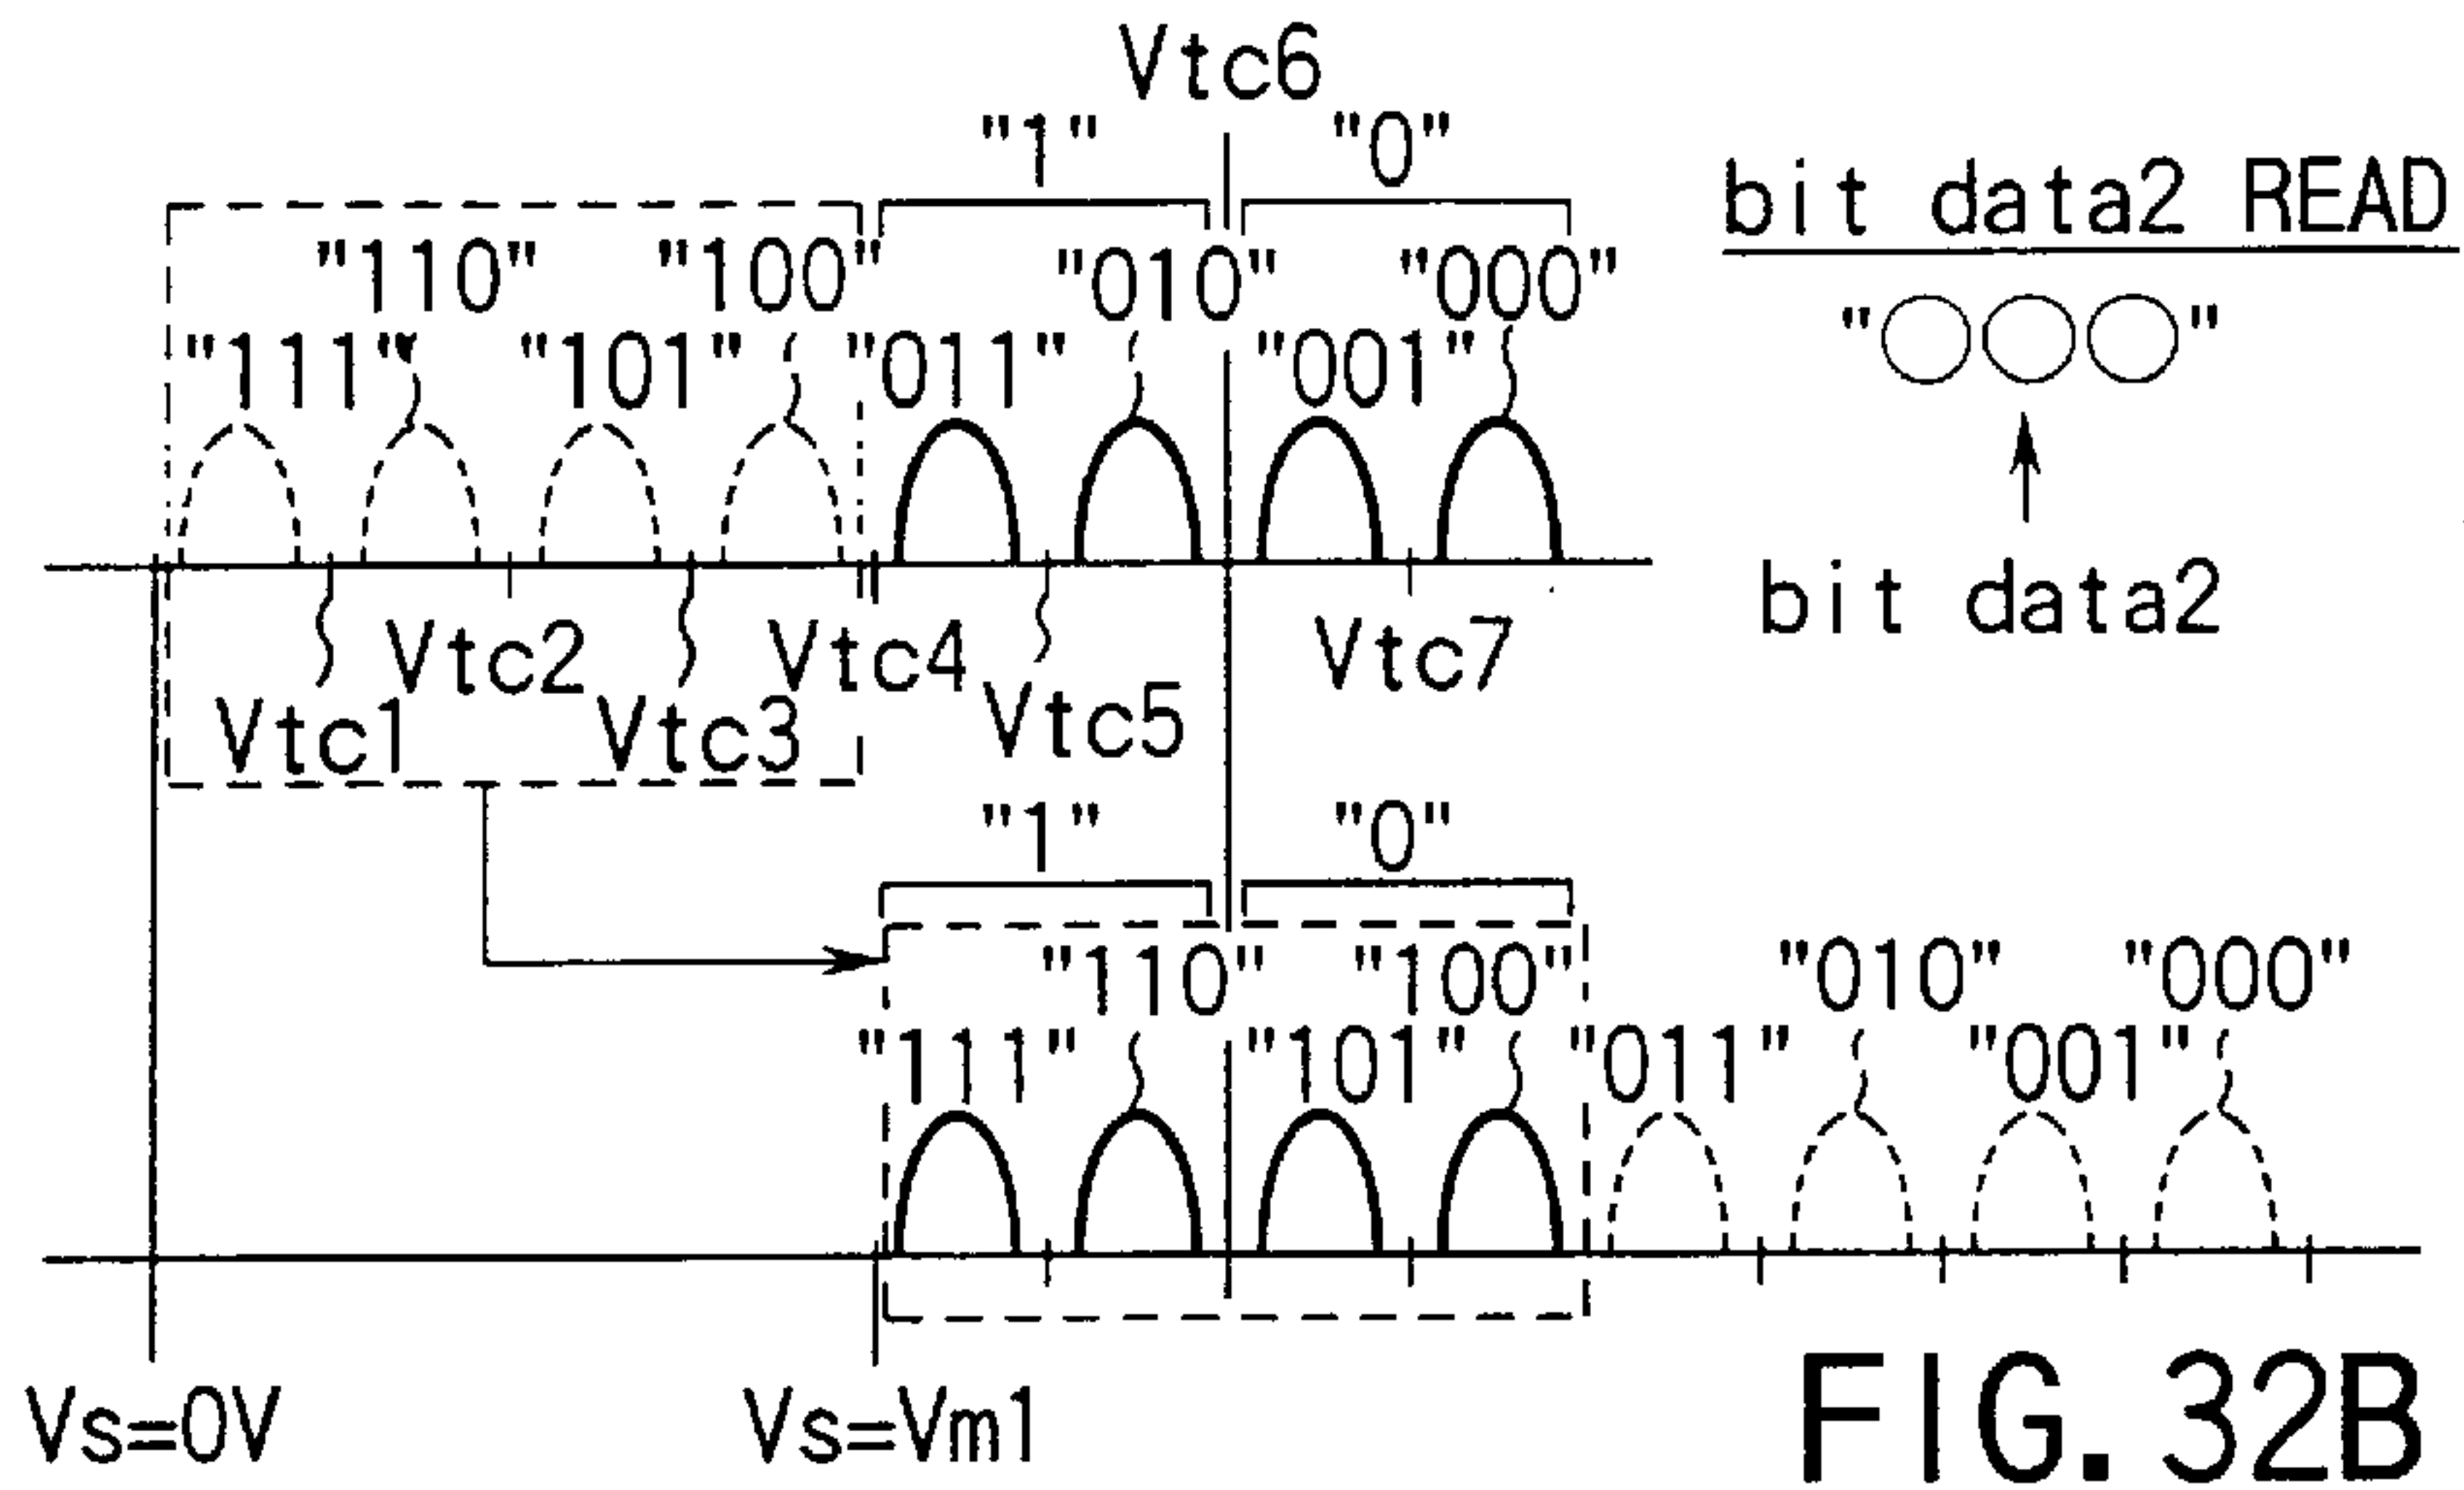 Vtc6
"1" "0"
bit data2 READ
"110" "100" "010" "000"
"○○○"
"111" "101" "011" "001"
bit data2
Vtc2 Vtc4 Vtc7
Vtc1 Vtc3 Vtc5
"1" "0"
"110" "100" "010" "000"
"111" "101" "011" "001"
Vs=0V Vs=Vm1
FIG. 32B